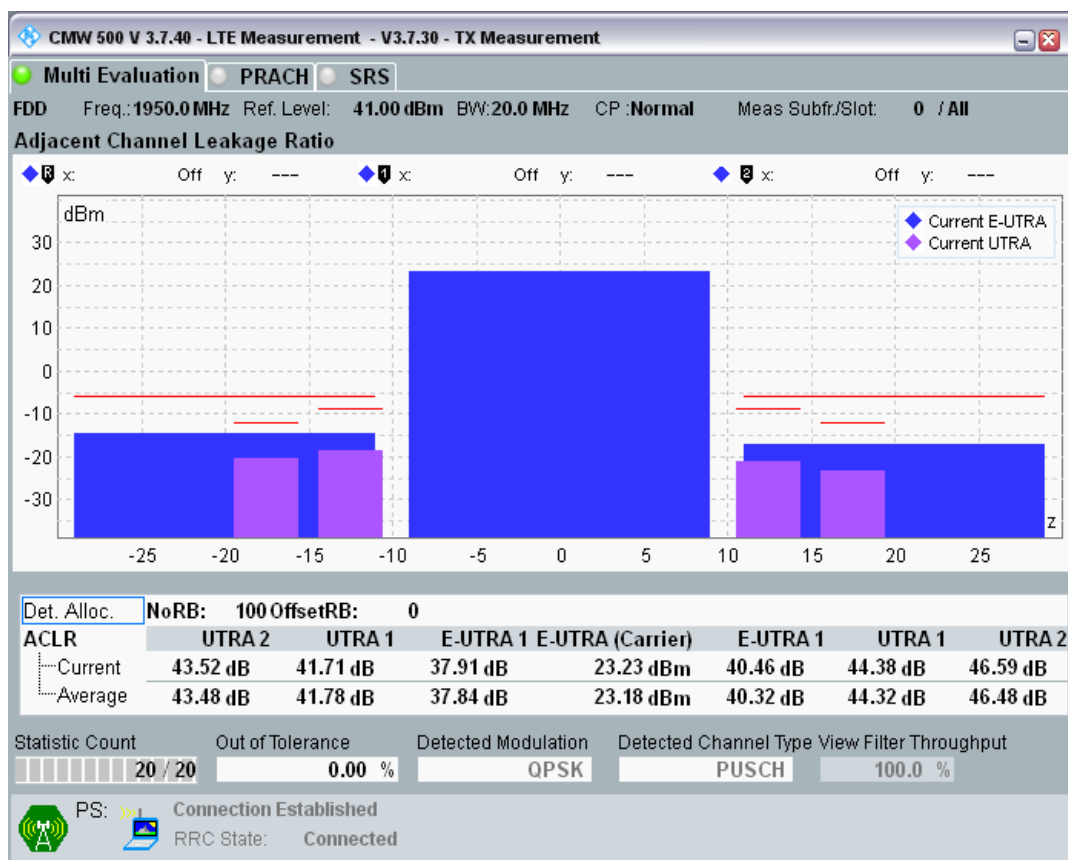 CMW 500 V 3.7.40 - LTE Measurement - V3.7.30 - TX Measurement
Multi Evaluation PRACH SRS
FDD Freq.: 1950.0 MHz Ref. Level: 41.00 dBm BW: 20.0 MHz CP : Normal Meas Subfr./Slot: 0 / All
Adjacent Channel Leakage Ratio
R x: Off y: --- 1 x: Off y: --- 2 x: Off y: ---
dBm
Current E-UTRA
Current UTRA
30
20
10
0
-10
-20
-30
z
-25 -20 -15 -10 -5 0 5 10 15 20 25
Det. Alloc. NoRB: 100 OffsetRB: 0
ACLR UTRA 2 UTRA 1 E-UTRA 1 E-UTRA (Carrier) E-UTRA 1 UTRA 1 UTRA 2
Current 43.52 dB 41.71 dB 37.91 dB 23.23 dBm 40.46 dB 44.38 dB 46.59 dB
Average 43.48 dB 41.78 dB 37.84 dB 23.18 dBm 40.32 dB 44.32 dB 46.48 dB
Statistic Count Out of Tolerance Detected Modulation Detected Channel Type View Filter Throughput
20 / 20 0.00 % QPSK PUSCH 100.0 %
PS: Connection Established
RRC State: Connected